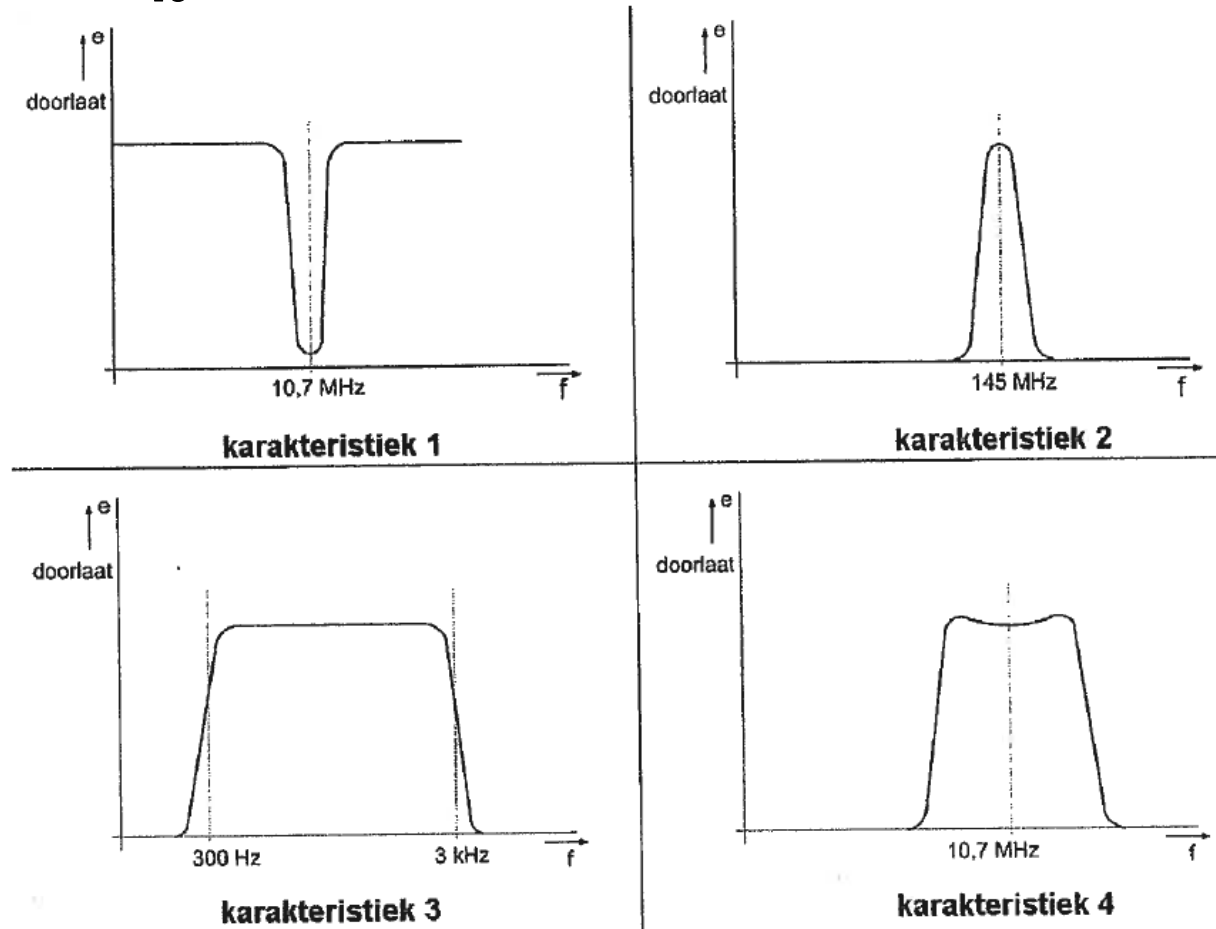 e
doorlaat
10,7 MHz
f
karakteristiek 1
e
doorlaat
145 MHz
f
karakteristiek 2
e
doorlaat
300 Hz
3 kHz
f
karakteristiek 3
e
doorlaat
10,7 MHz
f
karakteristiek 4